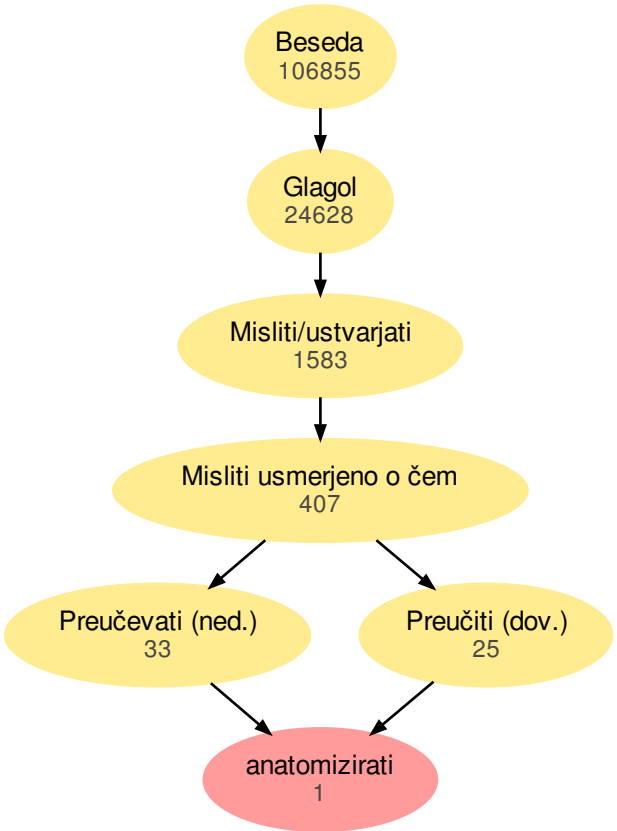 Beseda
106855
Glagol
24628
Misliti/ustvarjati
1583
Misliti usmerjeno o čem
407
Preučevati (ned.)
33
Preučiti (dov.)
25
anatomizirati
1